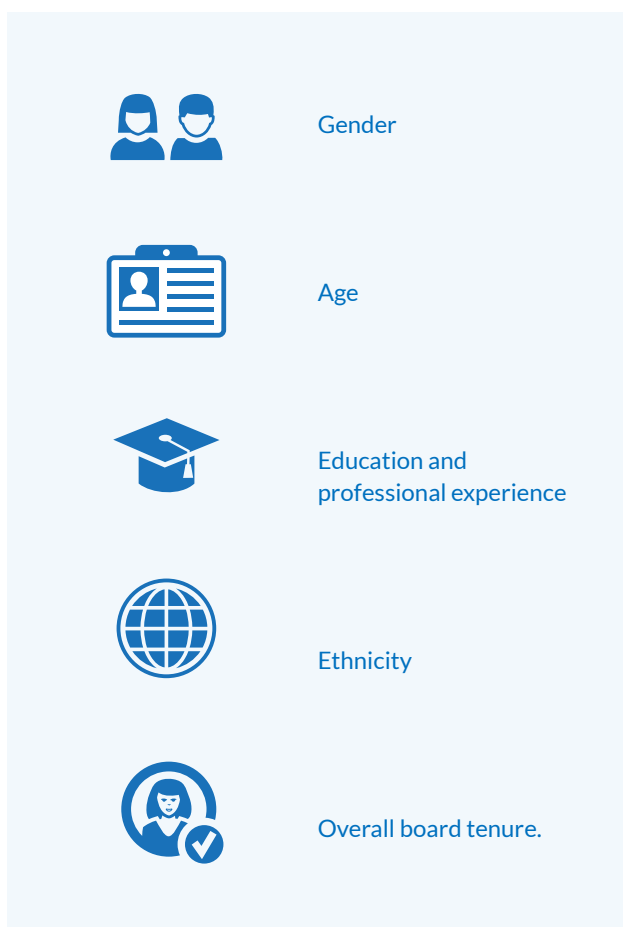 Gender
Age
Education and
professional experience
Ethnicity
Overall board tenure.